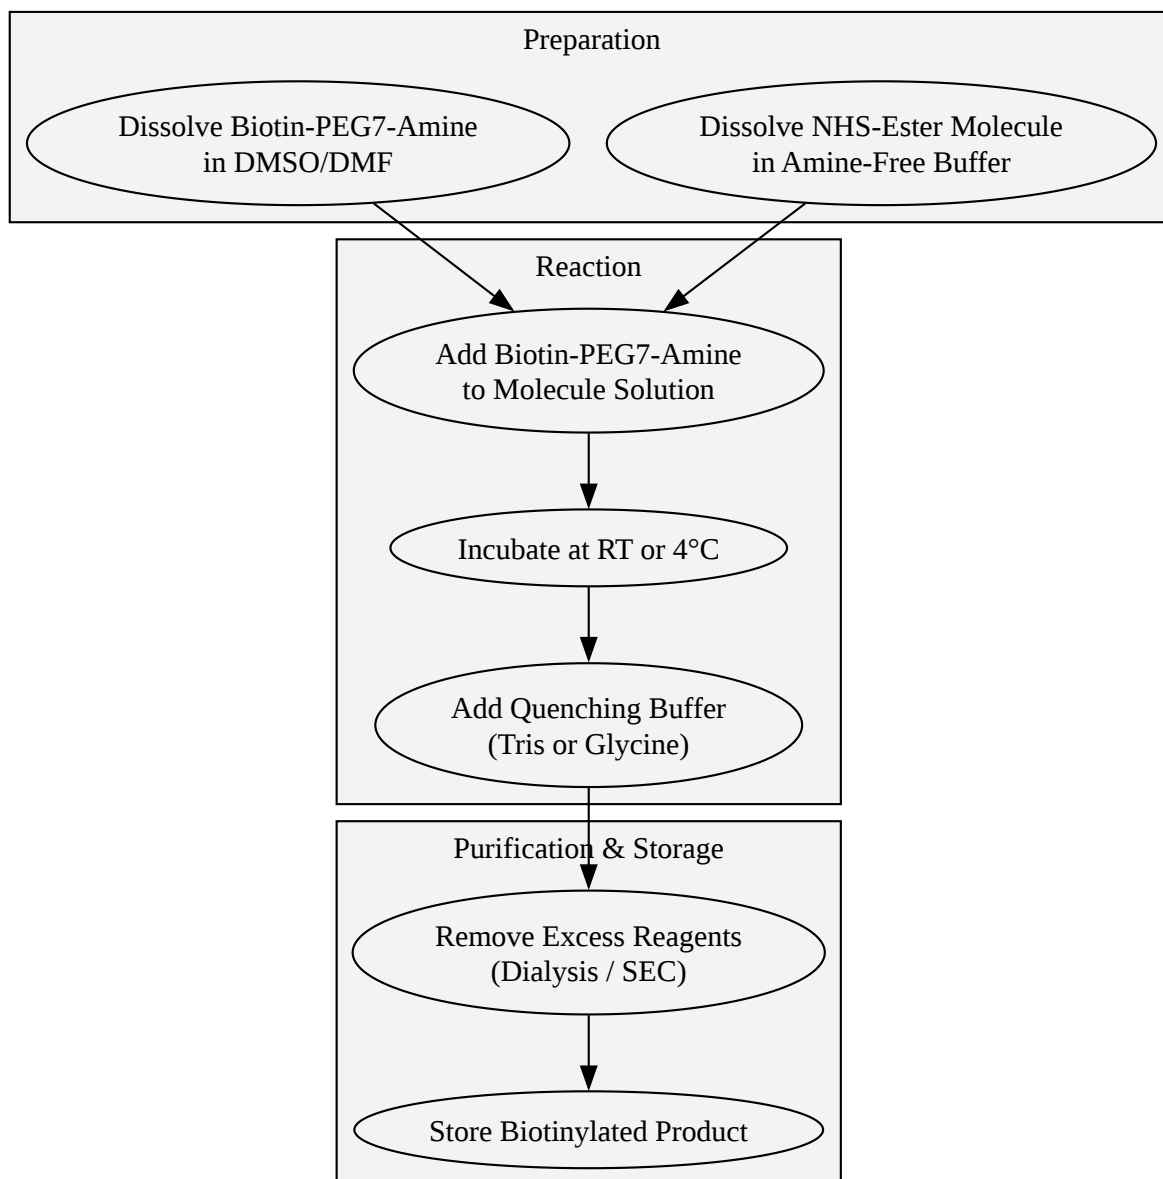 Preparation
Dissolve Biotin-PEG7-Amine
in DMSO/DMF
Dissolve NHS-Ester Molecule
in Amine-Free Buffer
Reaction
Add Biotin-PEG7-Amine
to Molecule Solution
Incubate at RT or 4°C
Add Quenching Buffer
(Tris or Glycine)
Purification & Storage
Remove Excess Reagents
(Dialysis / SEC)
Store Biotinylated Product